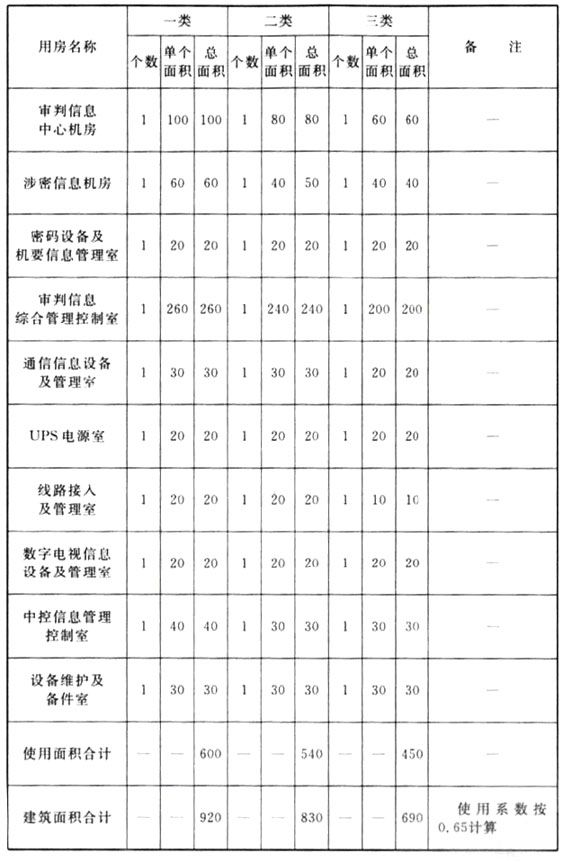 用房名称 一类 二类 三类 备 注
个数 单个面积 总面积 个数 单个面积 总面积 个数 单个面积 总面积
审判信息
中心机房 1 100 100 1 80 80 1 60 60 —
涉密信息机房 1 60 60 1 40 50 1 40 40 —
密码设备及
机要信息管理室 1 20 20 1 20 20 1 20 20 —
审判信息
综合管理控制室 1 260 260 1 240 240 1 200 200 —
通信信息设备
及管理室 1 30 30 1 30 30 1 20 20 —
UPS电源室 1 20 20 1 20 20 1 20 20 —
线路接入
及管理室 1 20 20 1 20 20 1 10 10 —
数字电视信息
设备及管理室 1 20 20 1 20 20 1 20 20 —
中控信息管理
控制室 1 40 40 1 30 30 1 30 30 —
设备维护及
备件室 1 30 30 1 30 30 1 30 30 —
使用面积合计 — — 600 — — 540 — — 450 —
建筑面积合计 — — 920 — — 830 — — 690 使用系数按
0.65计算